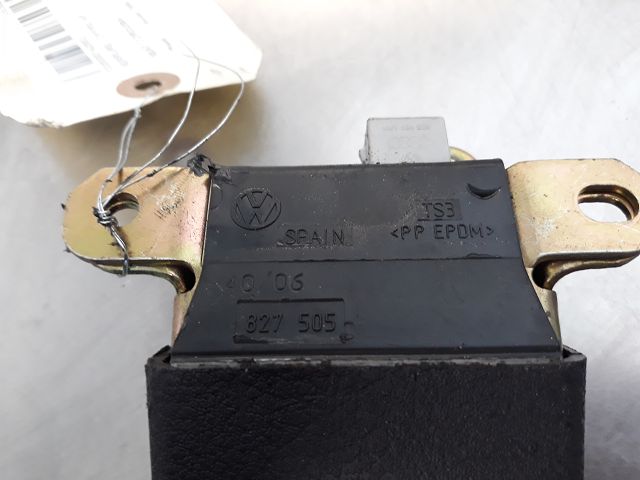 VW
TS3
SPAIN
<PP EPDM>
40 '06
827 505